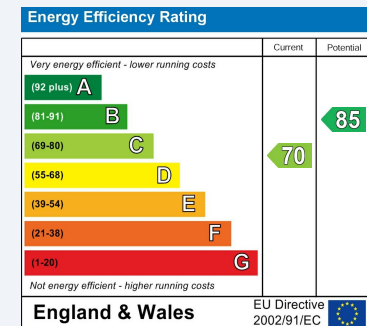 Energy Efficiency Rating
Current Potential
Very energy efficient - lower running costs
(92 plus) A
(81-91) B
85
(69-80) C
70
(55-68) D
(39-54) E
(21-38) F
(1-20) G
Not energy efficient - higher running costs
England & Wales
EU Directive
2002/91/EC